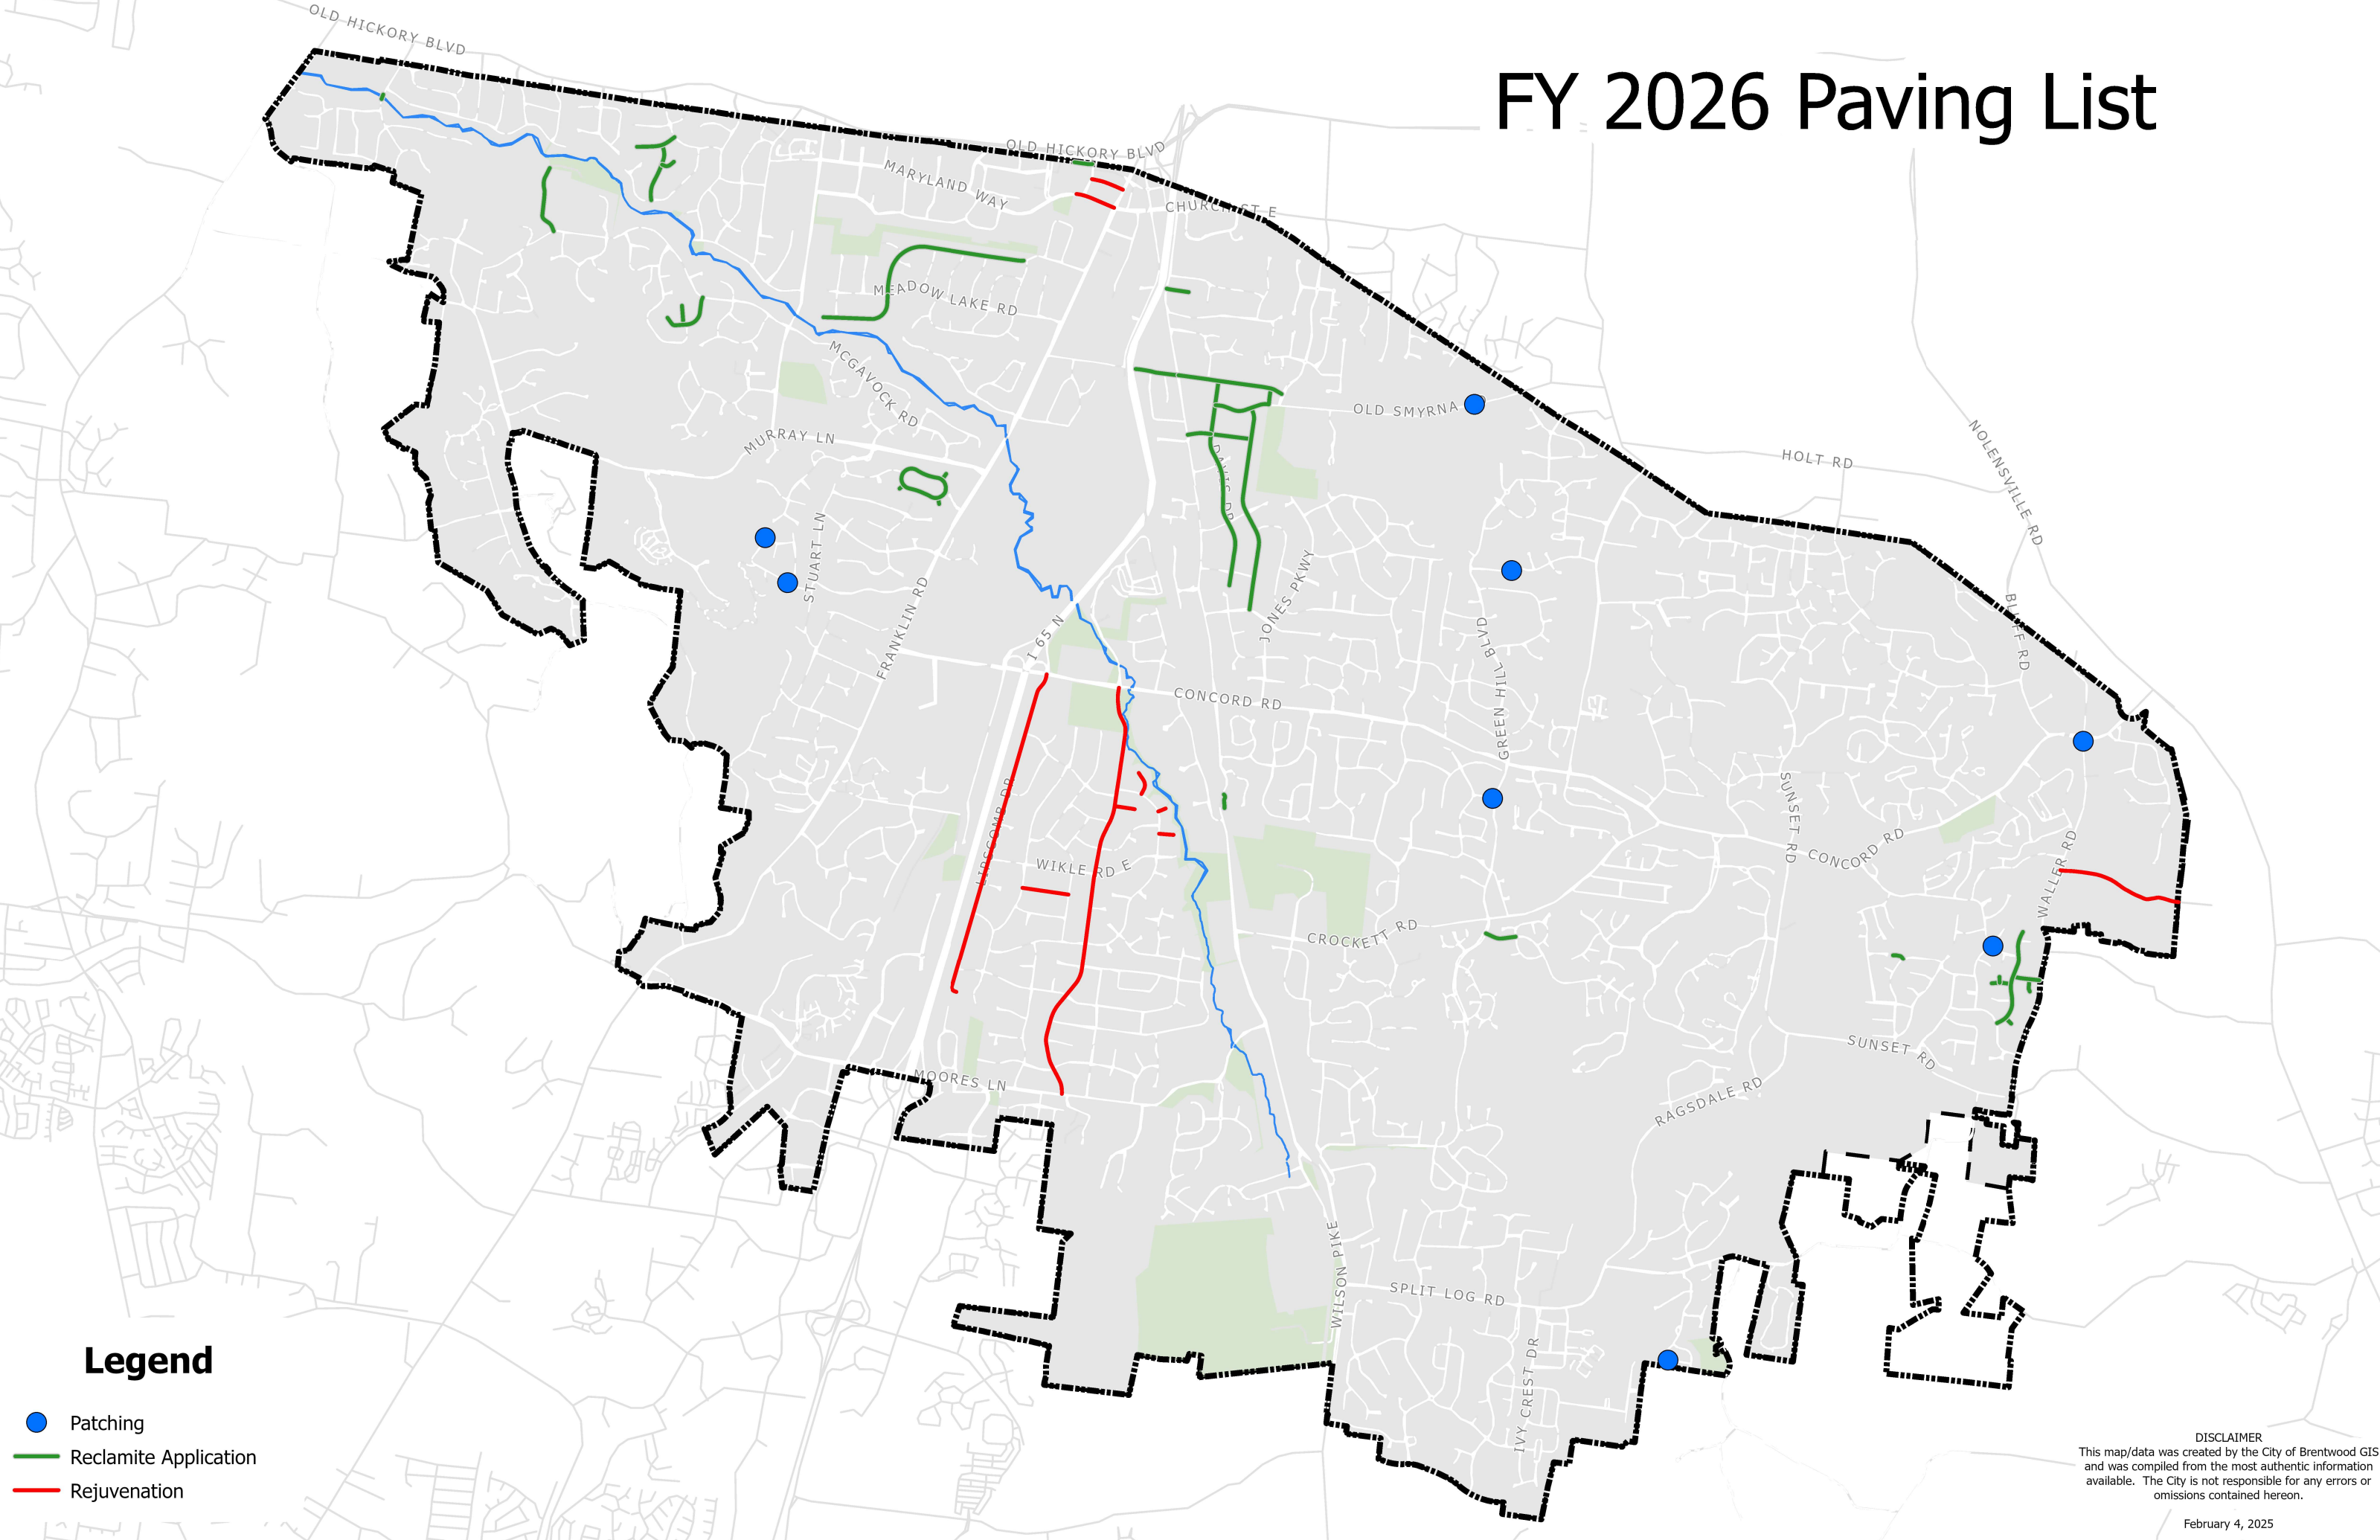 OLD HICKORY BLVD
FY 2026 Paving List
OLD HICKORY BLVD
MARYLAND WAY
CHURCH ST E
MEADOW LAKE RD
MCGAVOCK RD
OLD SMYRNA
MURRAY LN
HOLT RD
NOLENSVILLE RD
DAVIS DR
STUART LN
FRANKLIN RD
JONES PKWY
I 65 N
BLUFF RD
GREEN HILL BLVD
CONCORD RD
LIPSCOMB DR
SUNSET RD
CONCORD RD
WALLER RD
WIKLE RD E
CROCKETT RD
SUNSET RD
MOORES LN
RAGSDALE RD
WILSON PIKE
SPLIT LOG RD
IVY CREST DR
Legend
Patching
Reclamite Application
Rejuvenation
DISCLAIMER
This map/data was created by the City of Brentwood GIS
and was compiled from the most authentic information
available. The City is not responsible for any errors or
omissions contained hereon.
February 4, 2025